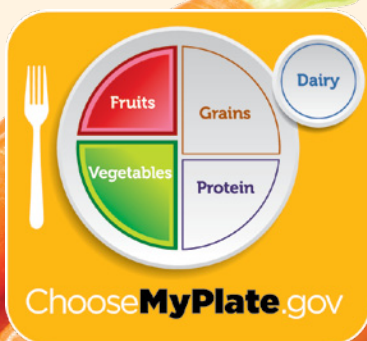 Dairy
Fruits
Grains
Vegetables
Protein
ChooseMyPlate.gov